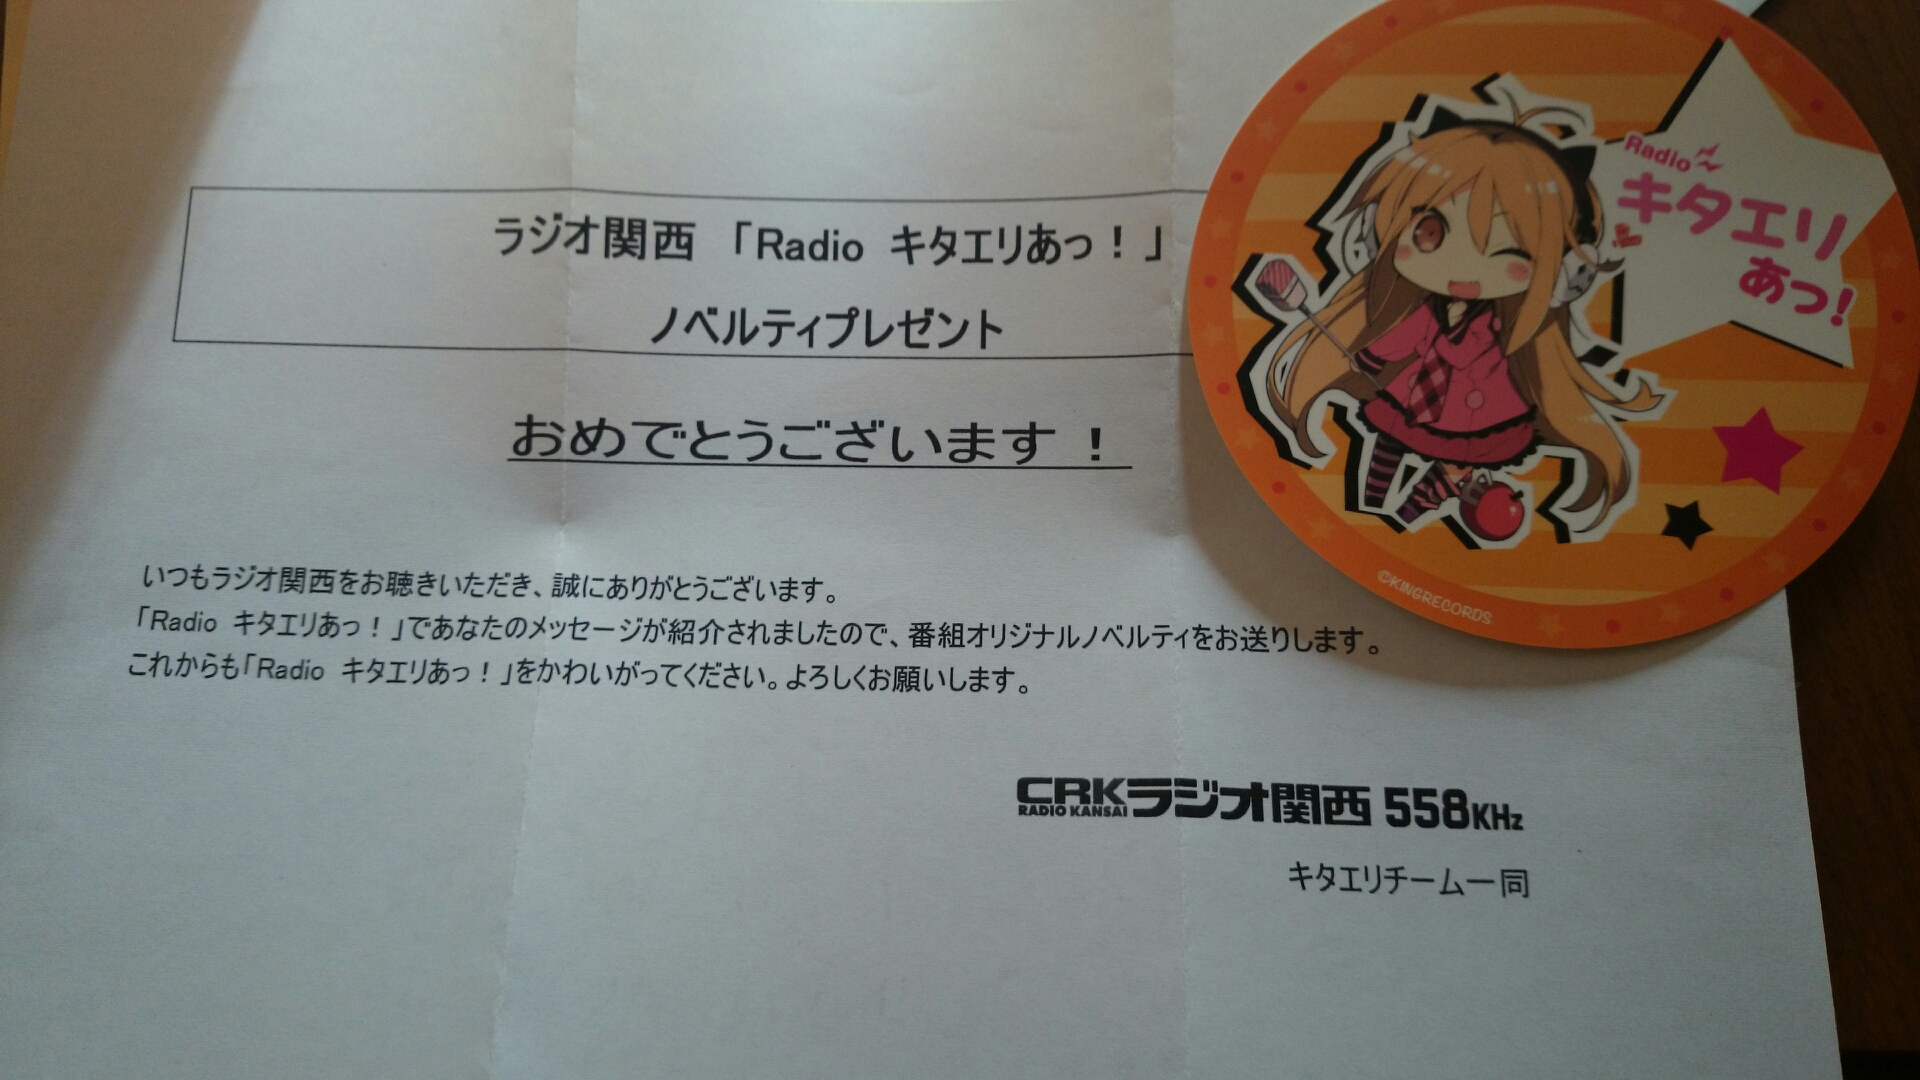 ラジオ関西 「Radio キタエリあっ！」
ノベルティプレゼント
おめでとうございます ！
いつもラジオ関西をお聴きいただき、誠にありがとうございます。
「Radio キタエリあっ！」であなたのメッセージが紹介されましたので、番組オリジナルノベルティをお送りします。
これからも「Radio キタエリあっ！」をかわいがってください。よろしくお願いします。
CRKラジオ関西 558KHz
RADIO KANSAI
キタエリチーム一同
Radio
キタエリ
あっ!
©KINGRECORDS